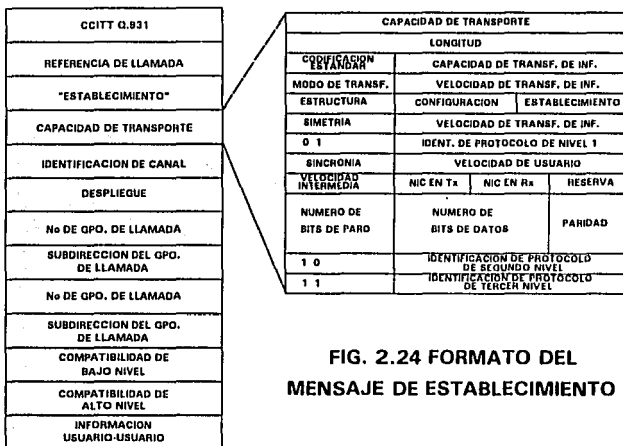 CCITT Q.931
REFERENCIA DE LLAMADA
"ESTABLECIMIENTO"
CAPACIDAD DE TRANSPORTE
IDENTIFICACION DE CANAL
DESPLIEGUE
No DE GPO. DE LLAMADA
SUBDIRECCION DEL GPO.
DE LLAMADA
No DE GPO. DE LLAMADA
SUBDIRECCION DEL GPO.
DE LLAMADA
COMPATIBILIDAD DE
BAJO NIVEL
COMPATIBILIDAD DE
ALTO NIVEL
INFORMACION
USUARIO-USUARIO
CAPACIDAD DE TRANSPORTE
LONGITUD
CODIFICACION
ESTANDAR
CAPACIDAD DE TRANSF. DE INF.
MODO DE TRANSF.
VELOCIDAD DE TRANSF. DE INF.
ESTRUCTURA
CONFIGURACION
ESTABLECIMIENTO
SIMETRIA
VELOCIDAD DE TRANSF. DE INF.
0 1
IDENT. DE PROTOCOLO DE NIVEL 1
SINCRONIA
VELOCIDAD DE USUARIO
VELOCIDAD
INTERMEDIA
NIC EN Tx
NIC EN Rx
RESERVA
NUMERO DE
BITS DE PARO
NUMERO DE
BITS DE DATOS
PARIDAD
1 0
IDENTIFICACION DE PROTOCOLO
DE SEGUNDO NIVEL
1 1
IDENTIFICACION DE PROTOCOLO
DE TERCER NIVEL
FIG. 2.24 FORMATO DEL
MENSAJE DE ESTABLECIMIENTO